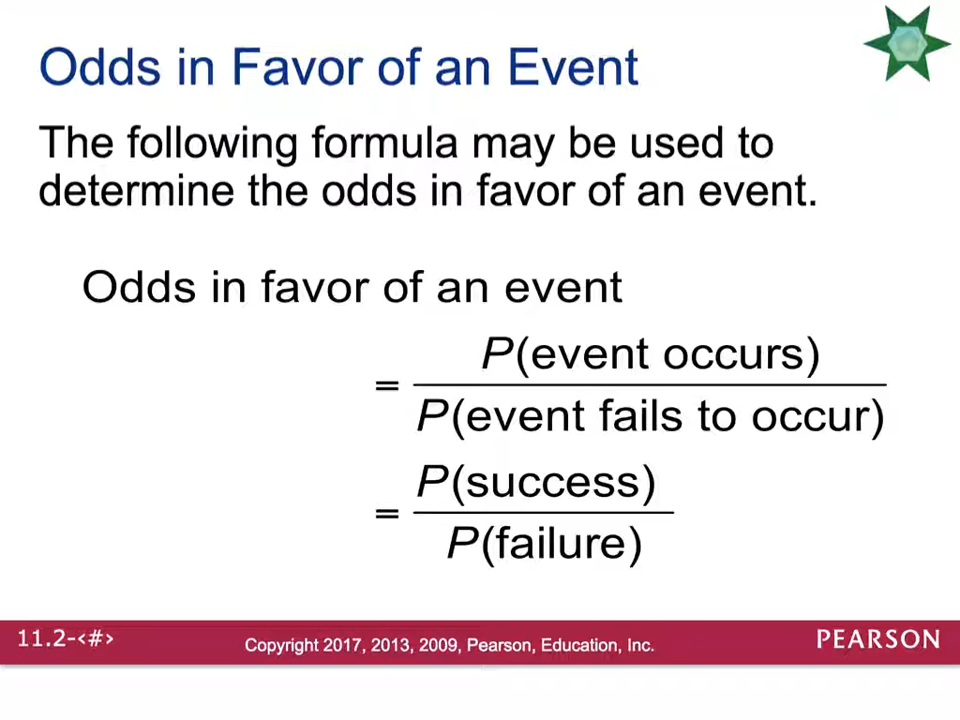 Odds in Favor of an Event
The following formula may be used to
determine the odds in favor of an event.
Odds in favor of an event
= P(event occurs)
P(event fails to occur)
= P(success)
P(failure)
11.2-‹#›
Copyright 2017, 2013, 2009, Pearson, Education, Inc.
PEARSON